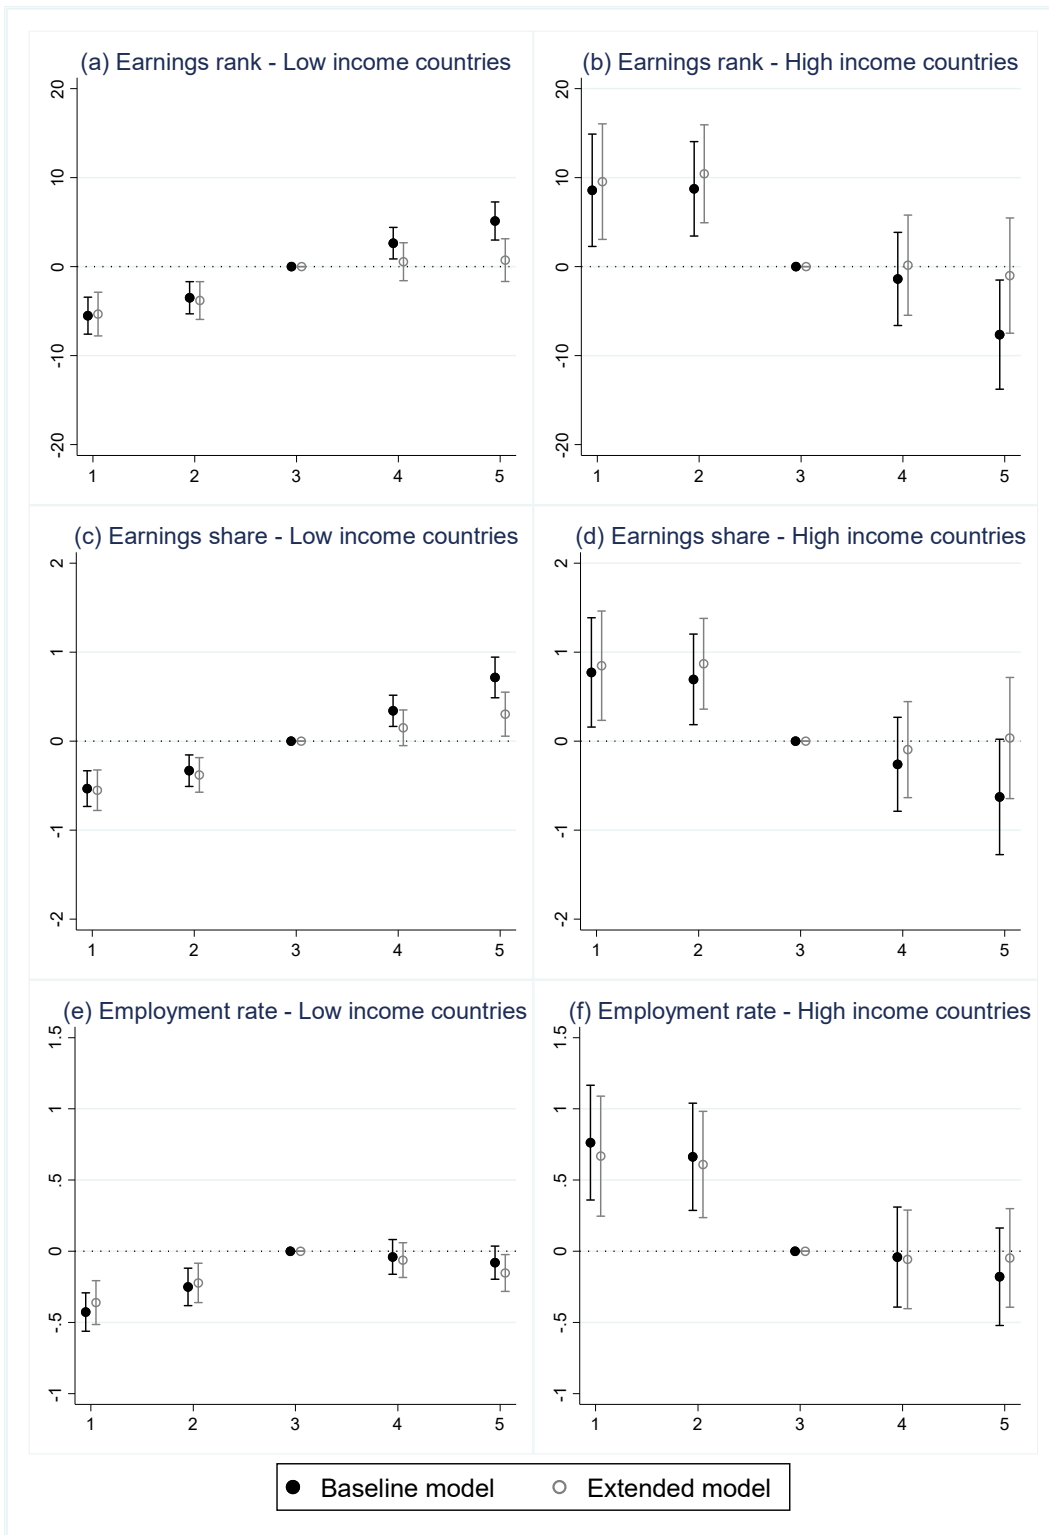 (a) Earnings rank - Low income countries
20
10
0
-10
-20
1 2 3 4 5
(b) Earnings rank - High income countries
20
10
0
-10
-20
1 2 3 4 5
(c) Earnings share - Low income countries
2
1
0
-1
-2
1 2 3 4 5
(d) Earnings share - High income countries
2
1
0
-1
-2
1 2 3 4 5
(e) Employment rate - Low income countries
1.5
1
.5
0
-.5
-1
1 2 3 4 5
(f) Employment rate - High income countries
1.5
1
.5
0
-.5
-1
1 2 3 4 5
Baseline model Extended model